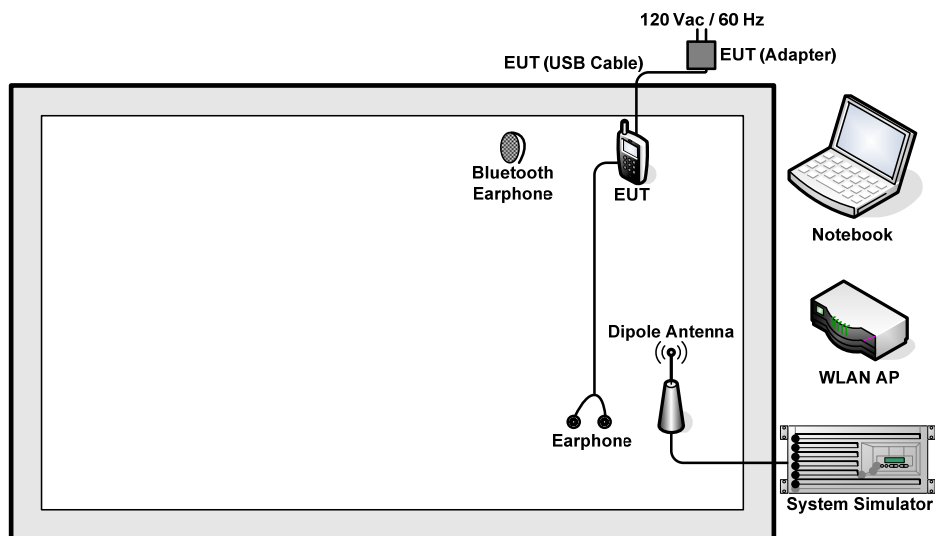 120 Vac / 60 Hz
EUT (USB Cable)
EUT (Adapter)
Bluetooth
Earphone
EUT
Notebook
Dipole Antenna
WLAN AP
Earphone
System Simulator